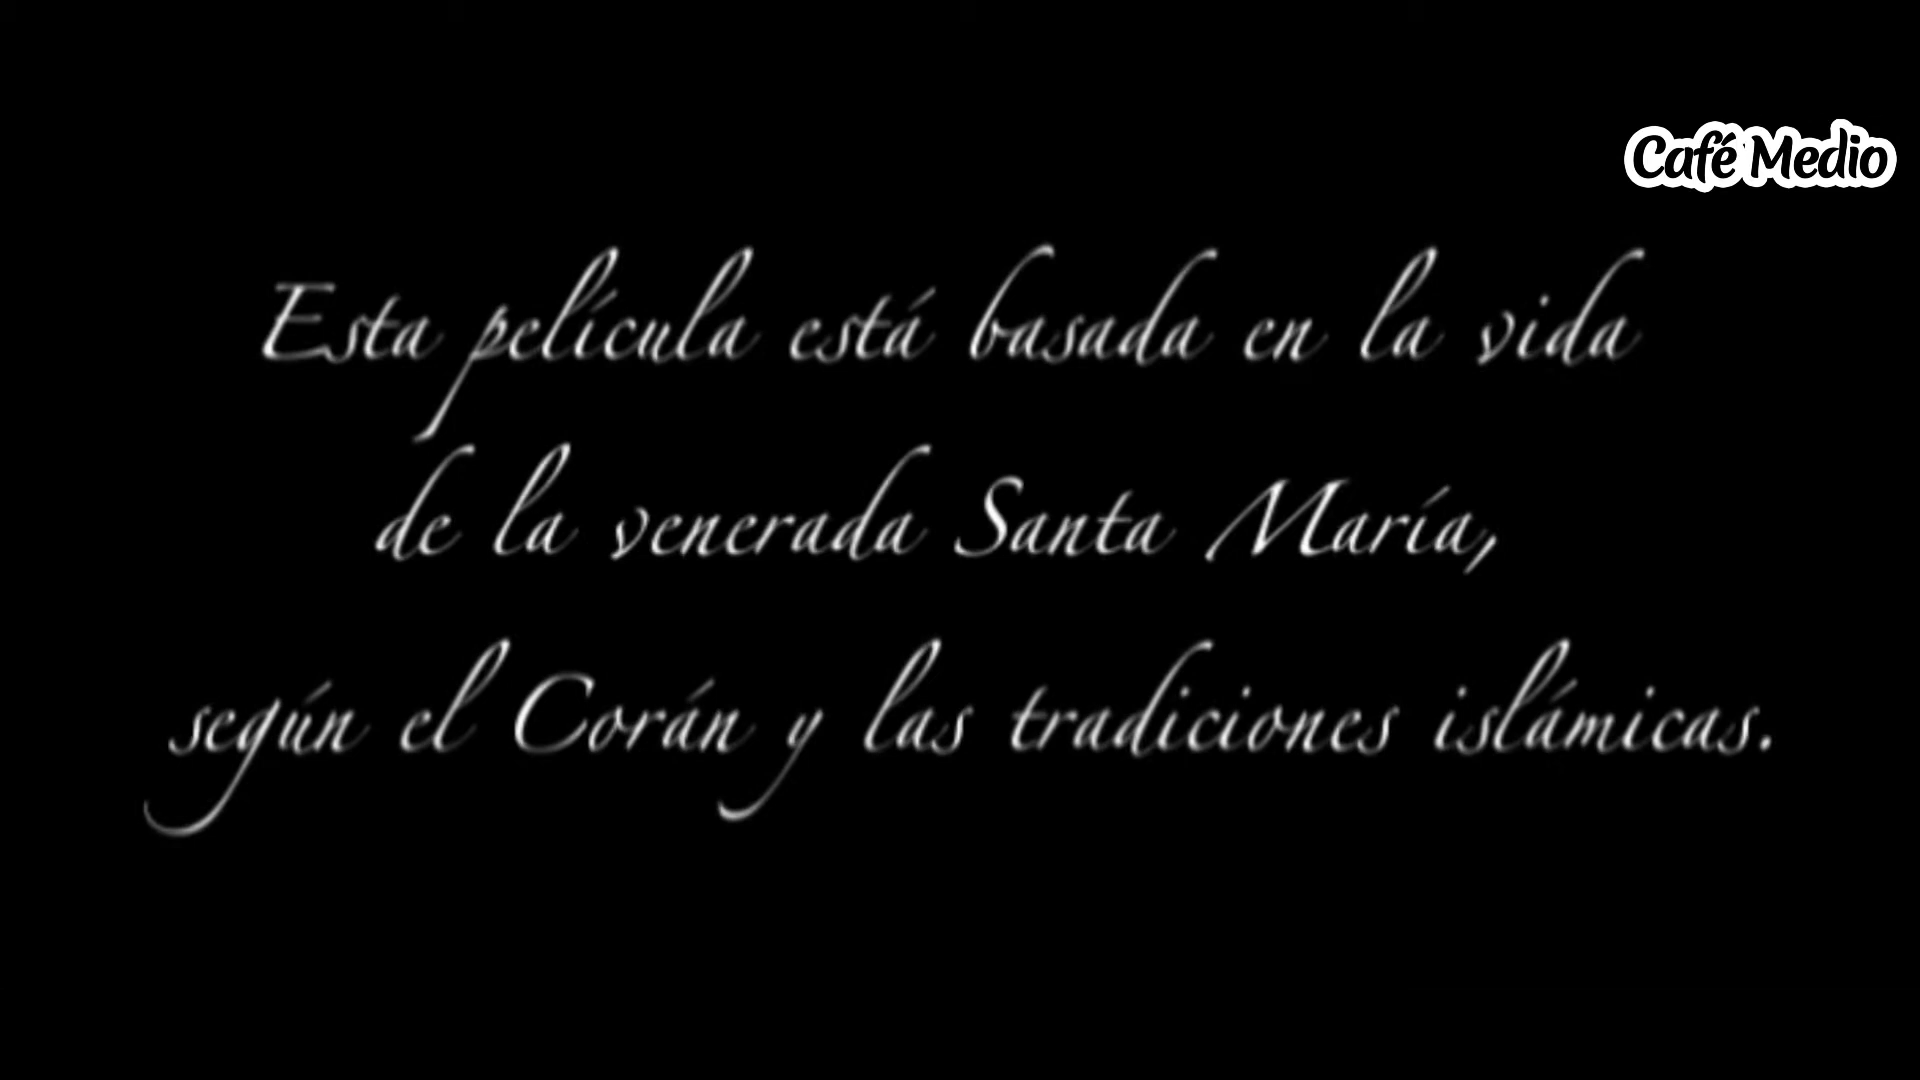 Café Medio
Esta película está basada en la vida
de la venerada Santa María,
según el Corán y las tradiciones islámicas.